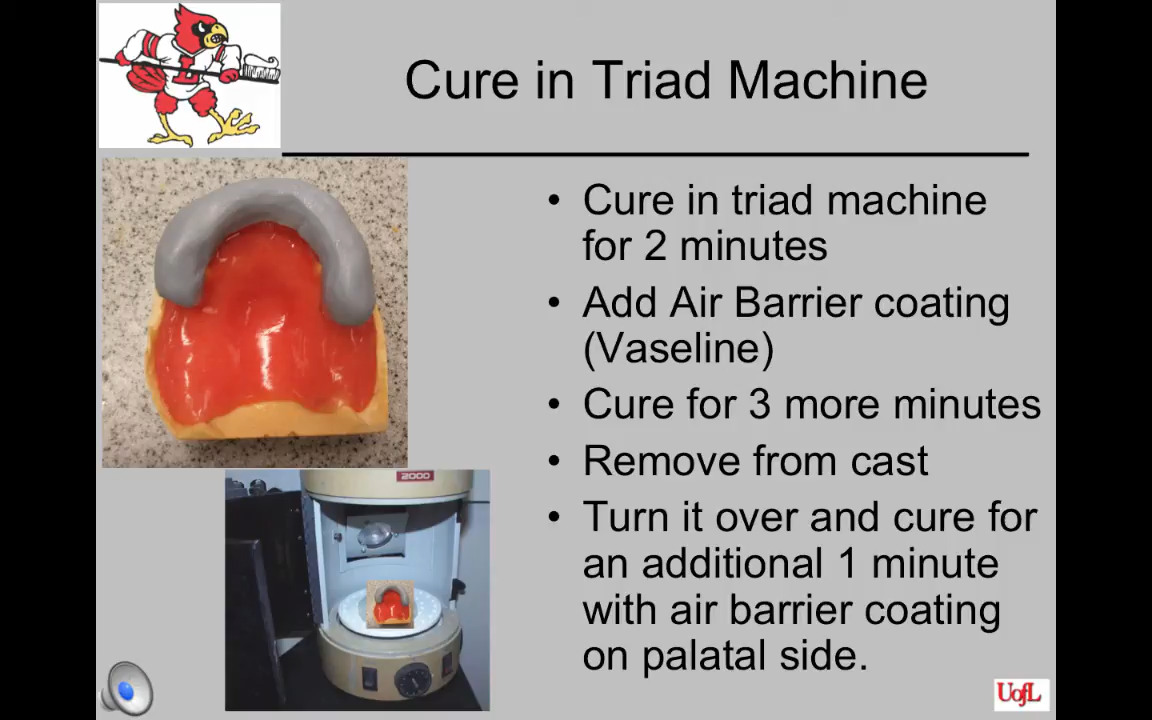 Cure in Triad Machine
• Cure in triad machine
for 2 minutes
• Add Air Barrier coating
(Vaseline)
• Cure for 3 more minutes
• Remove from cast
• Turn it over and cure for
an additional 1 minute
with air barrier coating
on palatal side.
2000
L
UofL